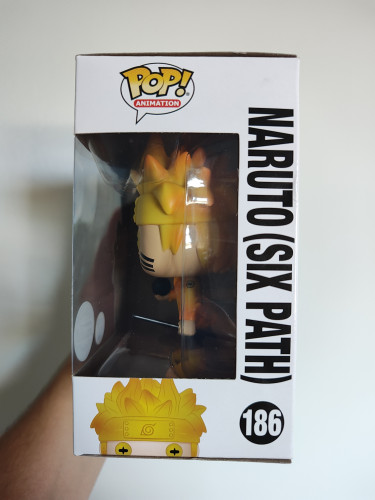 POP!
ANIMATION
NARUTO (SIX PATH)
186